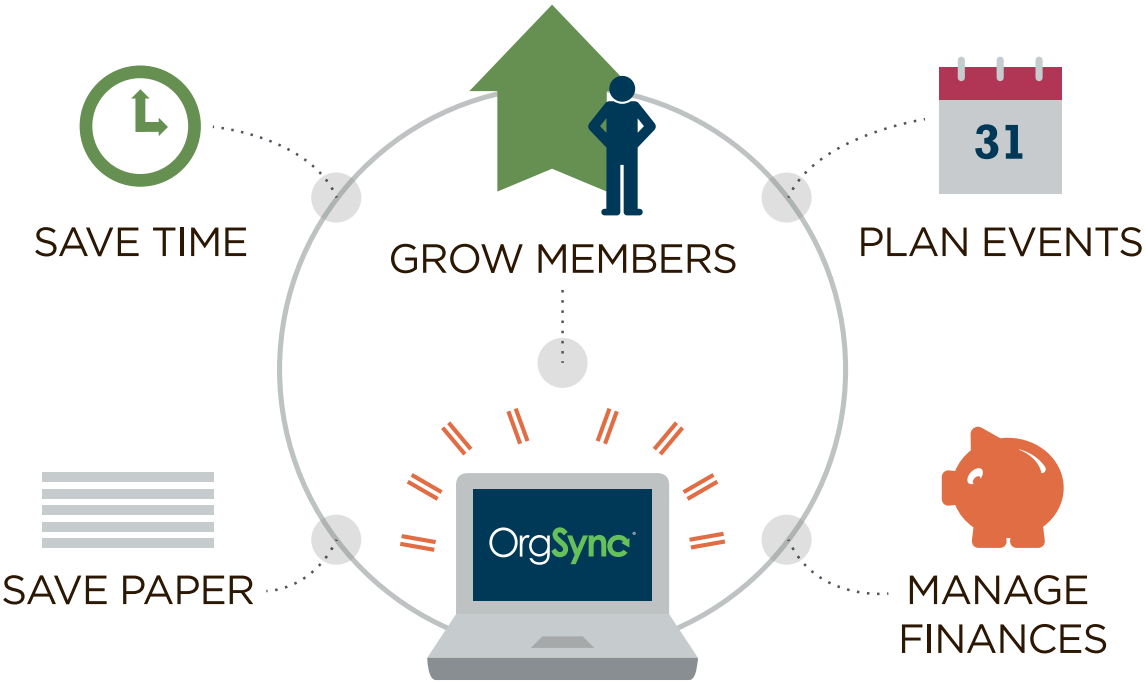 31
SAVE TIME
GROW MEMBERS
PLAN EVENTS
OrgSync
SAVE PAPER
MANAGE
FINANCES